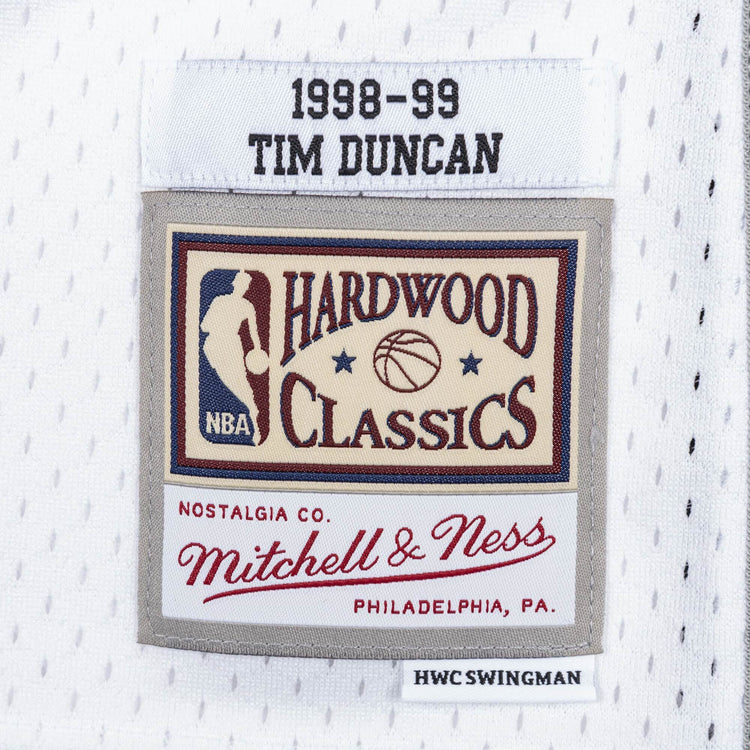 1998-99
TIM DUNCAN
HARDWOOD
CLASSICS
NBA
NOSTALGIA CO.
Mitchell & Ness
PHILADELPHIA, PA.
HWC SWINGMAN